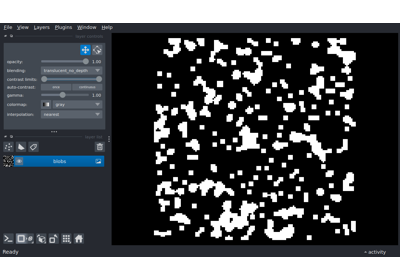 File View Layers Plugins Window Help
opacity: 1.00
blending: translucent_no_depth
contrast limits:
auto-contrast: once continuous
gamma: 1.00
colormap: gray
interpolation: nearest
blobs
Ready activity